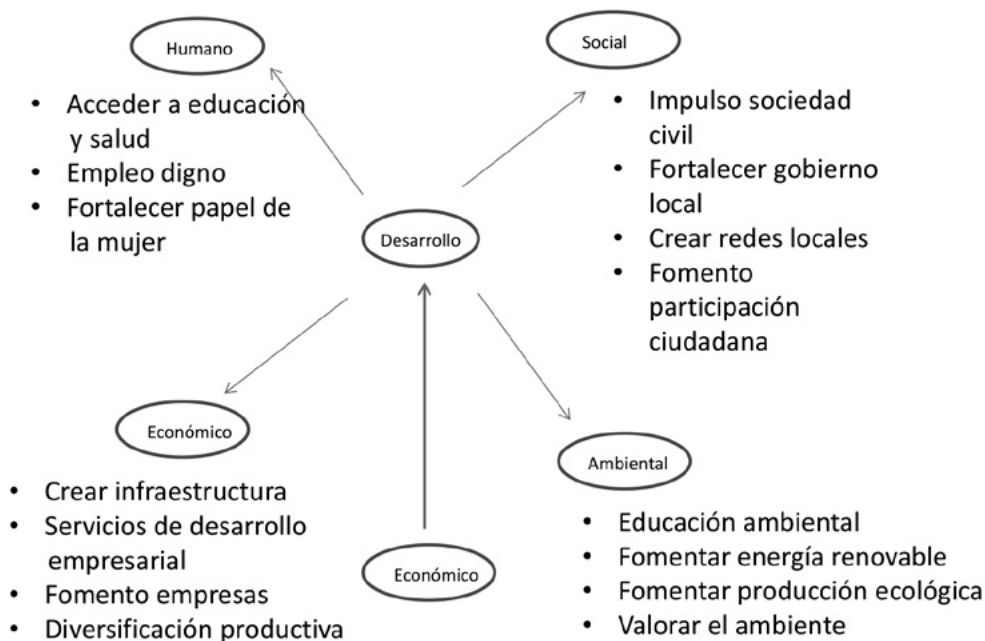 Humano
• Acceder a educación
y salud
• Empleo digno
• Fortalecer papel de
la mujer
Social
• Impulso sociedad
civil
• Fortalecer gobierno
local
• Crear redes locales
• Fomento
participación
ciudadana
Desarrollo
Económico
• Crear infraestructura
• Servicios de desarrollo
empresarial
• Fomento empresas
• Diversificación productiva
Económico
Ambiental
• Educación ambiental
• Fomentar energía renovable
• Fomentar producción ecológica
• Valorar el ambiente